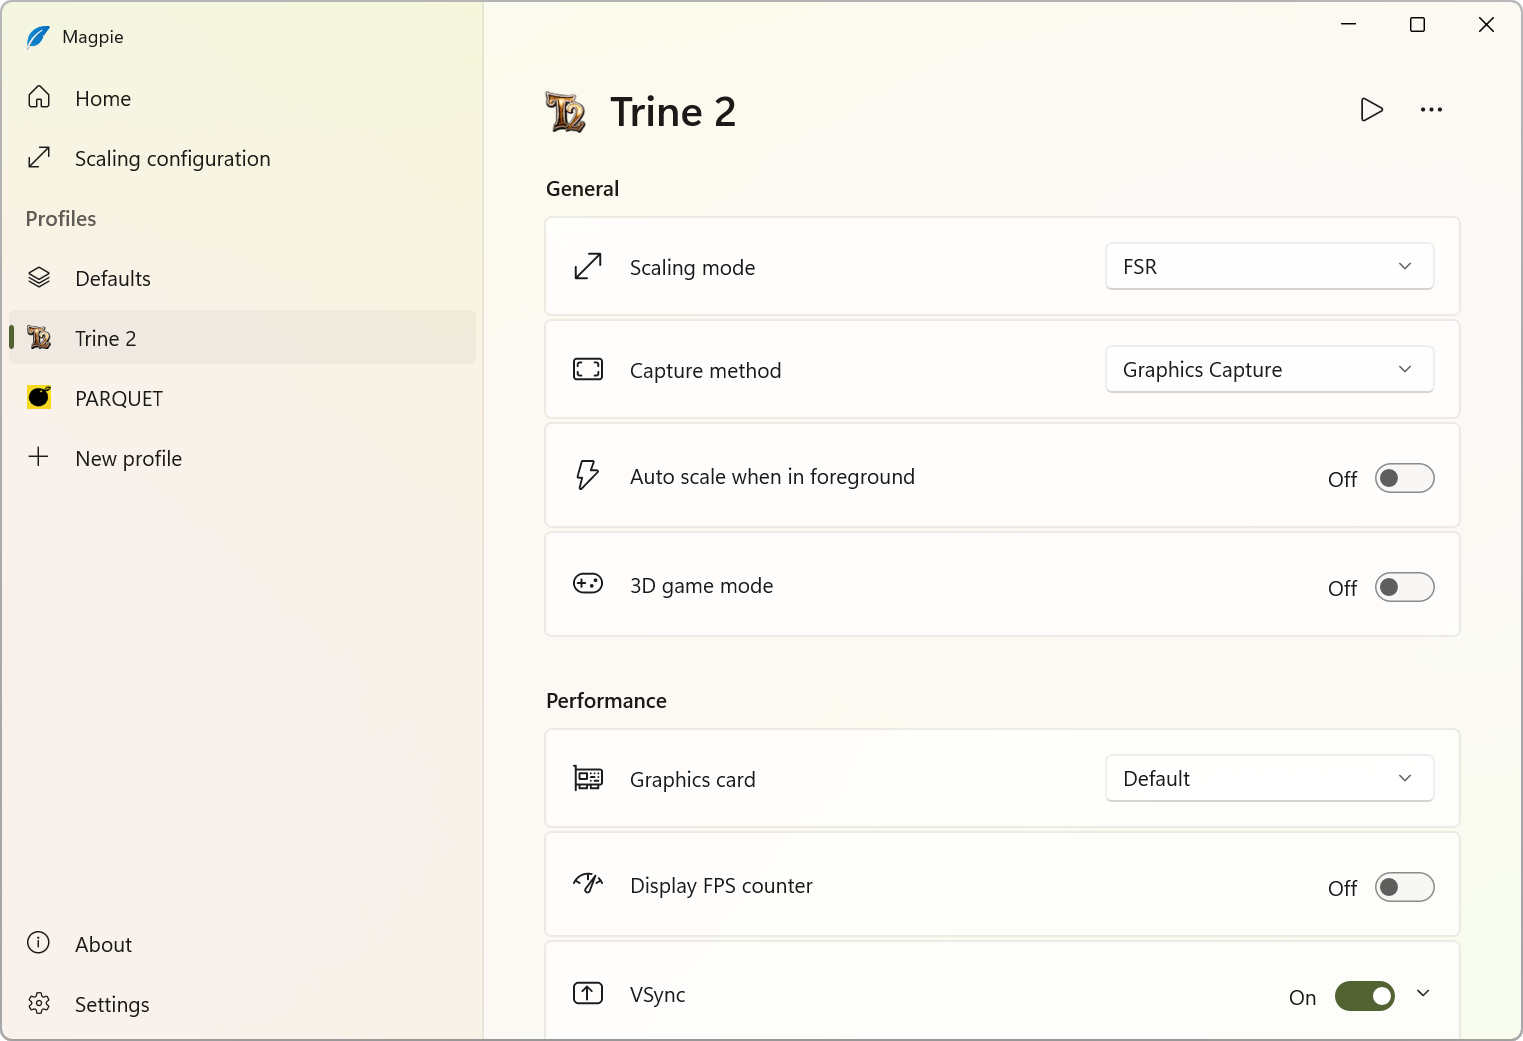 Magpie
Home
Scaling configuration
Profiles
Defaults
Trine 2
PARQUET
New profile
About
Settings
Trine 2
General
Scaling mode
FSR
Capture method
Graphics Capture
Auto scale when in foreground
Off
3D game mode
Off
Performance
Graphics card
Default
Display FPS counter
Off
VSync
On